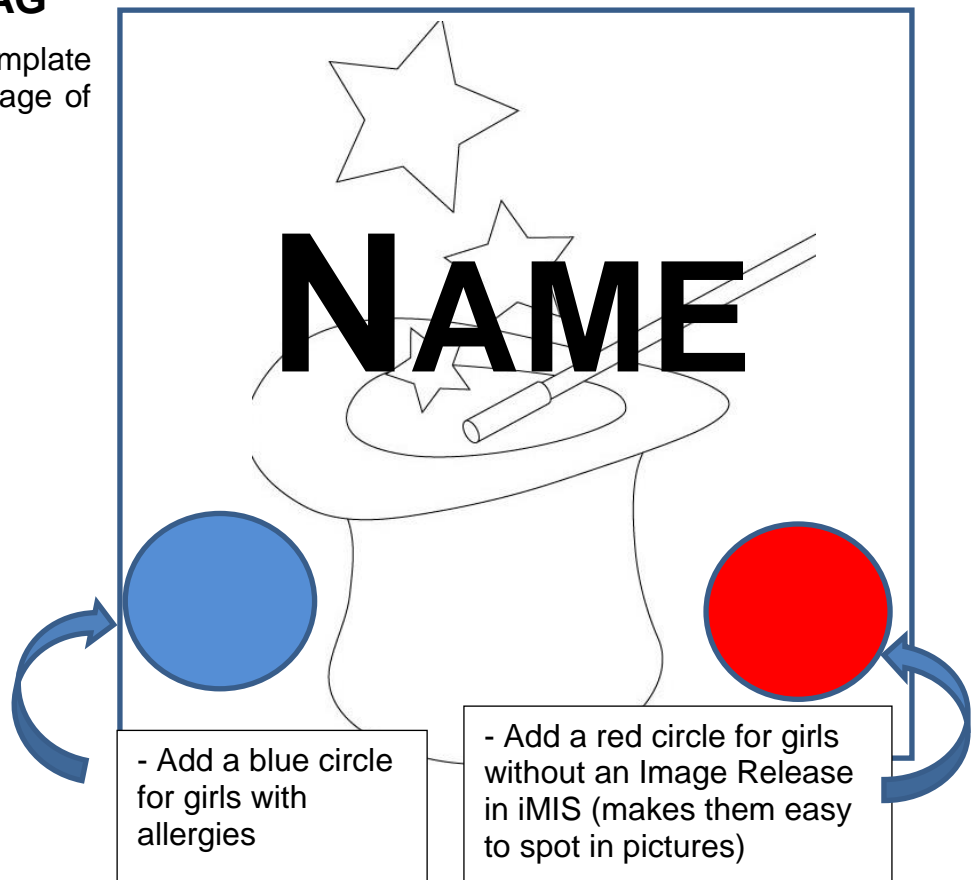 AG
mplate
age of
NAME
- Add a blue circle
for girls with
allergies
- Add a red circle for girls
without an Image Release
in iMIS (makes them easy
to spot in pictures)